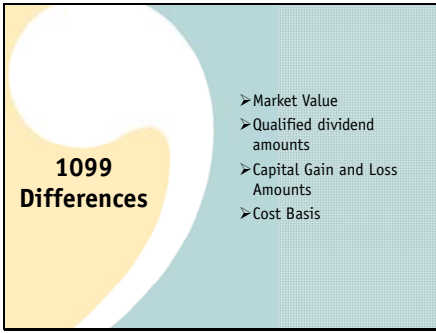 1099
Differences
➢Market Value
➢Qualified dividend
amounts
➢Capital Gain and Loss
Amounts
➢Cost Basis